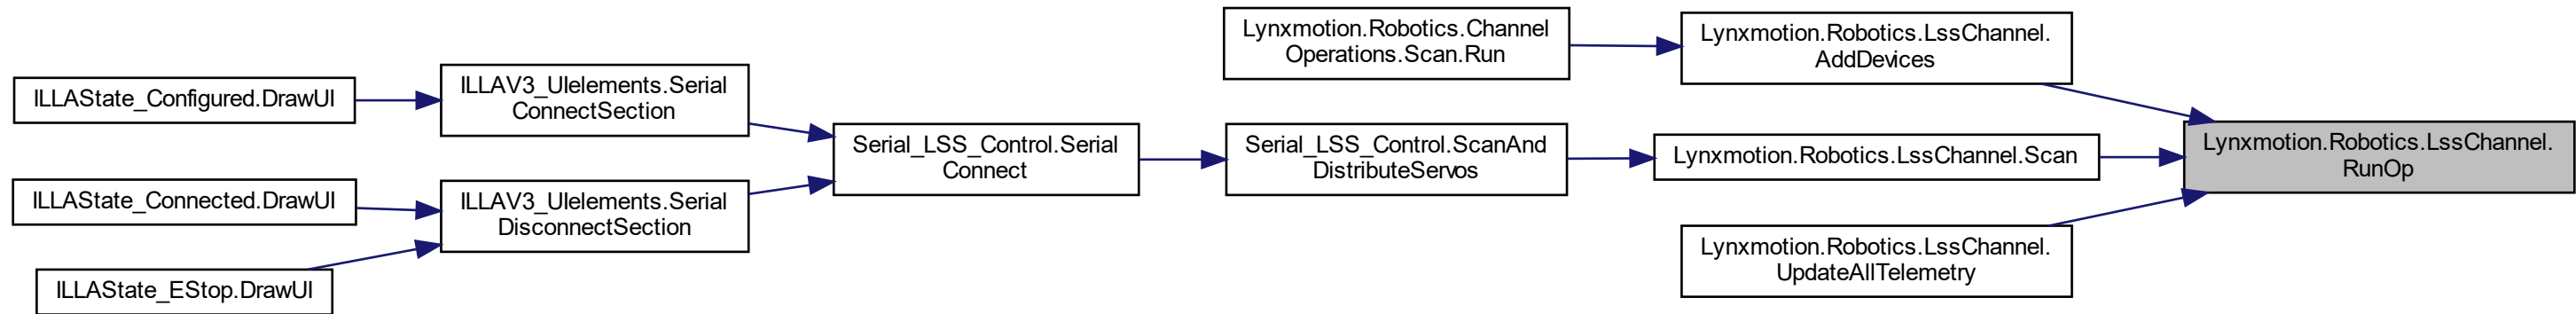 Lynxmotion.Robotics.Channel
Operations.Scan.Run
Lynxmotion.Robotics.LssChannel.
AddDevices
ILLAState_Configured.DrawUI
ILLAV3_UIelements.Serial
ConnectSection
Serial_LSS_Control.Serial
Connect
Serial_LSS_Control.ScanAnd
DistributeServos
Lynxmotion.Robotics.LssChannel.Scan
Lynxmotion.Robotics.LssChannel.
RunOp
ILLAState_Connected.DrawUI
ILLAV3_UIelements.Serial
DisconnectSection
ILLAState_EStop.DrawUI
Lynxmotion.Robotics.LssChannel.
UpdateAllTelemetry